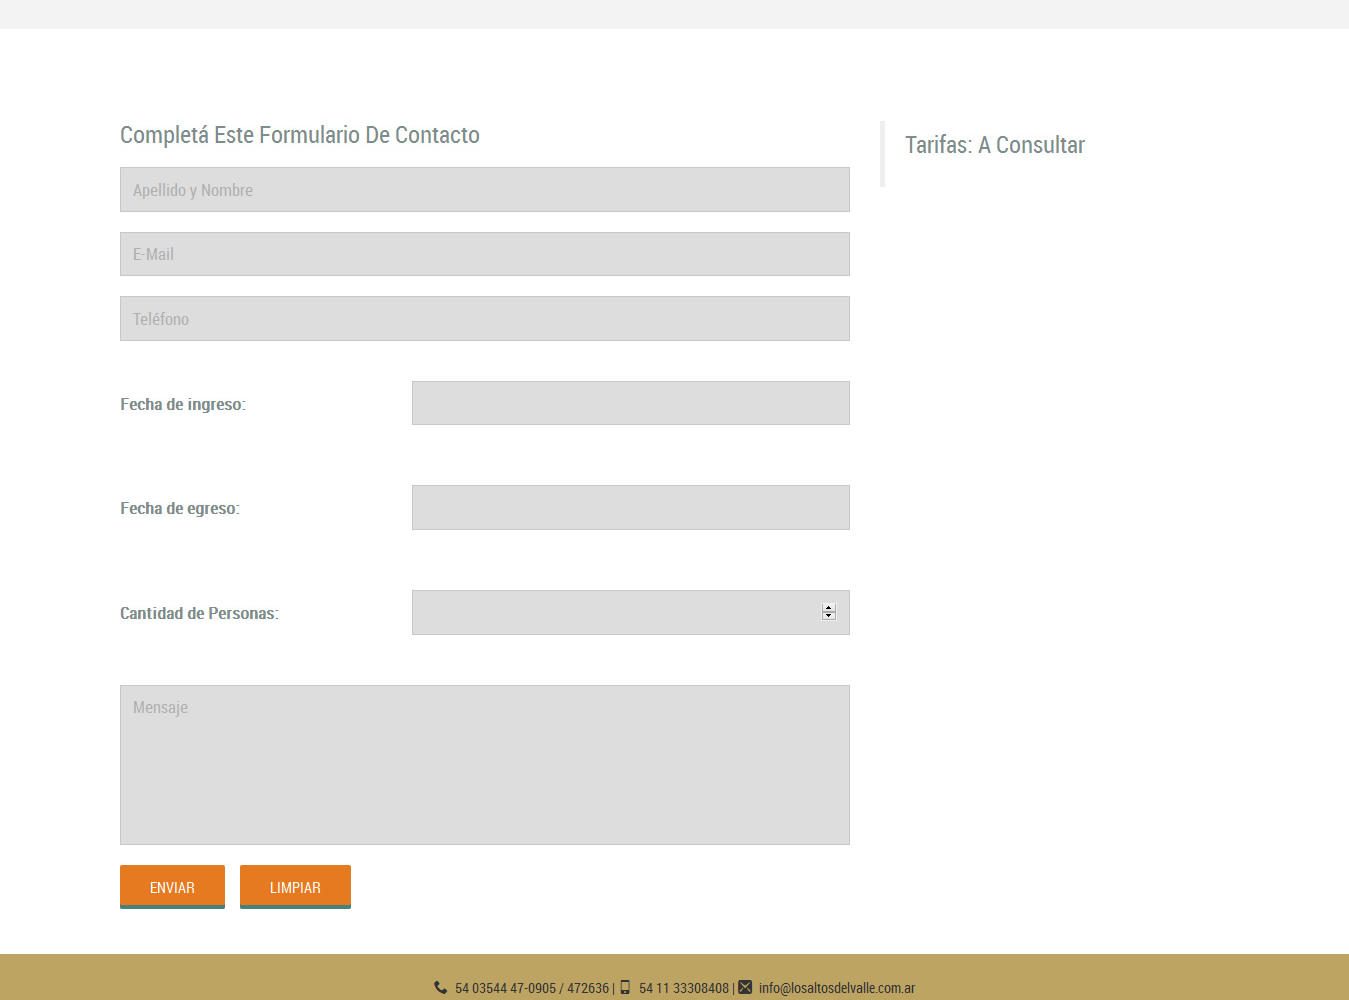 Completá Este Formulario De Contacto
Tarifas: A Consultar
Apellido y Nombre
E-Mail
Teléfono
Fecha de ingreso:
Fecha de egreso:
Cantidad de Personas:
Mensaje
ENVIAR LIMPIAR
54 03544 47-0905 / 472636 | 54 11 33308408 | info@losaltosdelvalle.com.ar